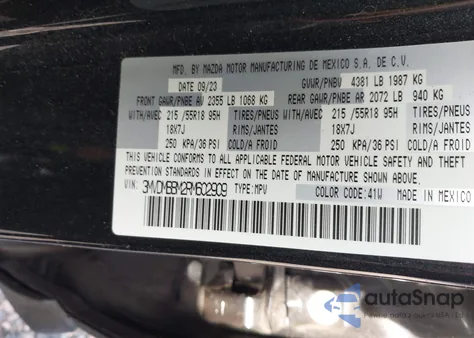 MFD. BY MAZDA MOTOR MANUFACTURING DE MEXICO S.A. DE C.V.
DATE 09/23 GVWR/PNBV 4381 LB 1987 KG
FRONT GAWR/PNBE AV 2355 LB 1068 KG REAR GAWR/PNBE AR 2072 LB 940 KG
WITH/AVEC 215 /55R18 95H TIRES/PNEUS WITH/AVEC 215 /55R18 95H TIRES/PNEUS
18X7J RIMS/JANTES 18X7J RIMS/JANTES
250 KPA/36 PSI COLD/A FROID 250 KPA/36 PSI COLD/A FROID
THIS VEHICLE CONFORMS TO ALL APPLICABLE FEDERAL MOTOR VEHICLE SAFETY AND THEFT
PREVENTION STANDARDS IN EFFECT ON THE DATE OF MANUFACTURE SHOWN ABOVE.
VIN: 3MVDMBBM2PM602909 TYPE:MPV COLOR CODE:41W MADE IN MEXICO
autoSnap